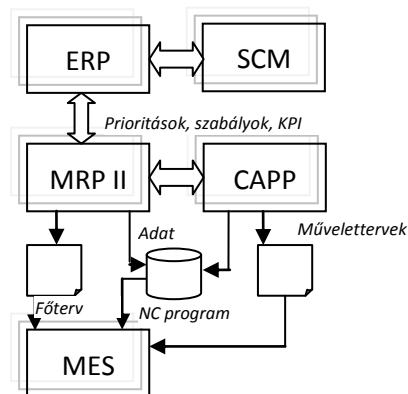 ERP
SCM
Prioritások, szabályok, KPI
MRP II
CAPP
Adat
Művelettervek
Főterv
NC program
MES